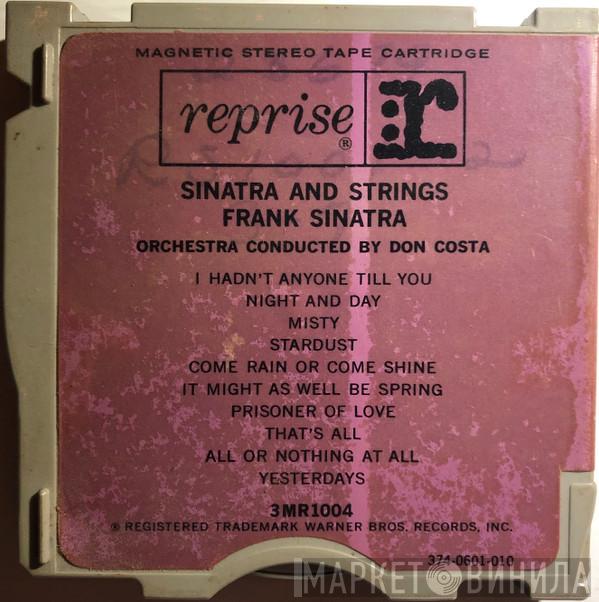 MAGNETIC STEREO TAPE CARTRIDGE
reprise® r
SINATRA AND STRINGS
FRANK SINATRA
ORCHESTRA CONDUCTED BY DON COSTA
I HADN'T ANYONE TILL YOU
NIGHT AND DAY
MISTY
STARDUST
COME RAIN OR COME SHINE
IT MIGHT AS WELL BE SPRING
PRISONER OF LOVE
THAT'S ALL
ALL OR NOTHING AT ALL
YESTERDAYS
3MR1004
® REGISTERED TRADEMARK WARNER BROS. RECORDS, INC.
374-0601-010
МАРКЕТ ВИНИЛА